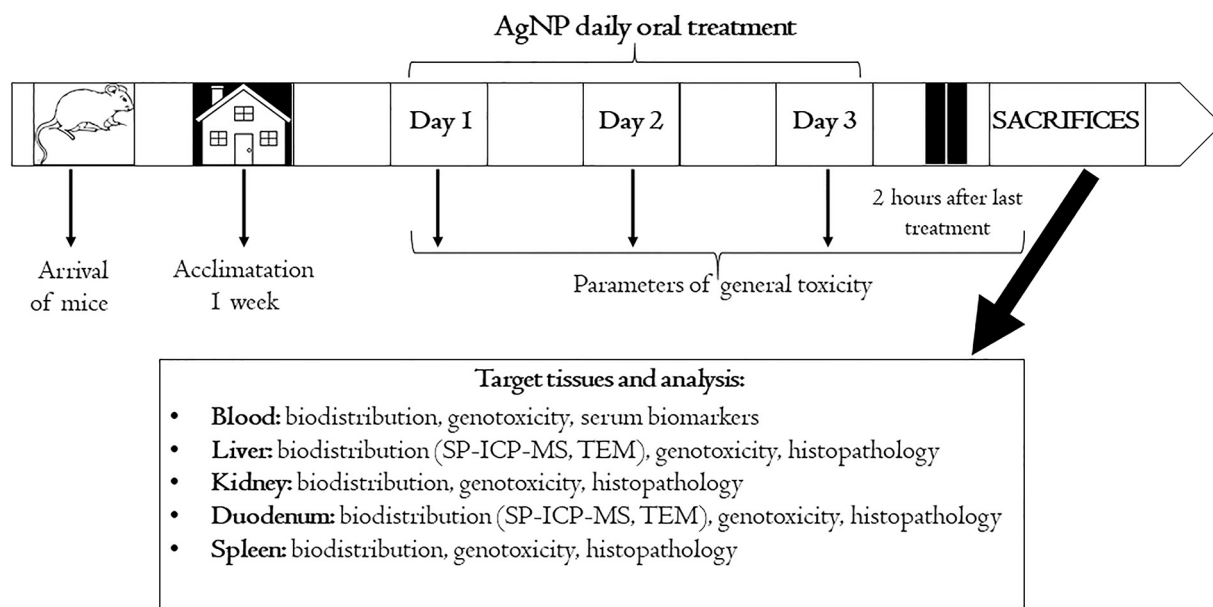 AgNP daily oral treatment
Day 1
Day 2
Day 3
SACRIFICES
2 hours after last
treatment
Arrival
of mice
Acclimatation
1 week
Parameters of general toxicity
Target tissues and analysis:
• Blood: biodistribution, genotoxicity, serum biomarkers
• Liver: biodistribution (SP-ICP-MS, TEM), genotoxicity, histopathology
• Kidney: biodistribution, genotoxicity, histopathology
• Duodenum: biodistribution (SP-ICP-MS, TEM), genotoxicity, histopathology
• Spleen: biodistribution, genotoxicity, histopathology